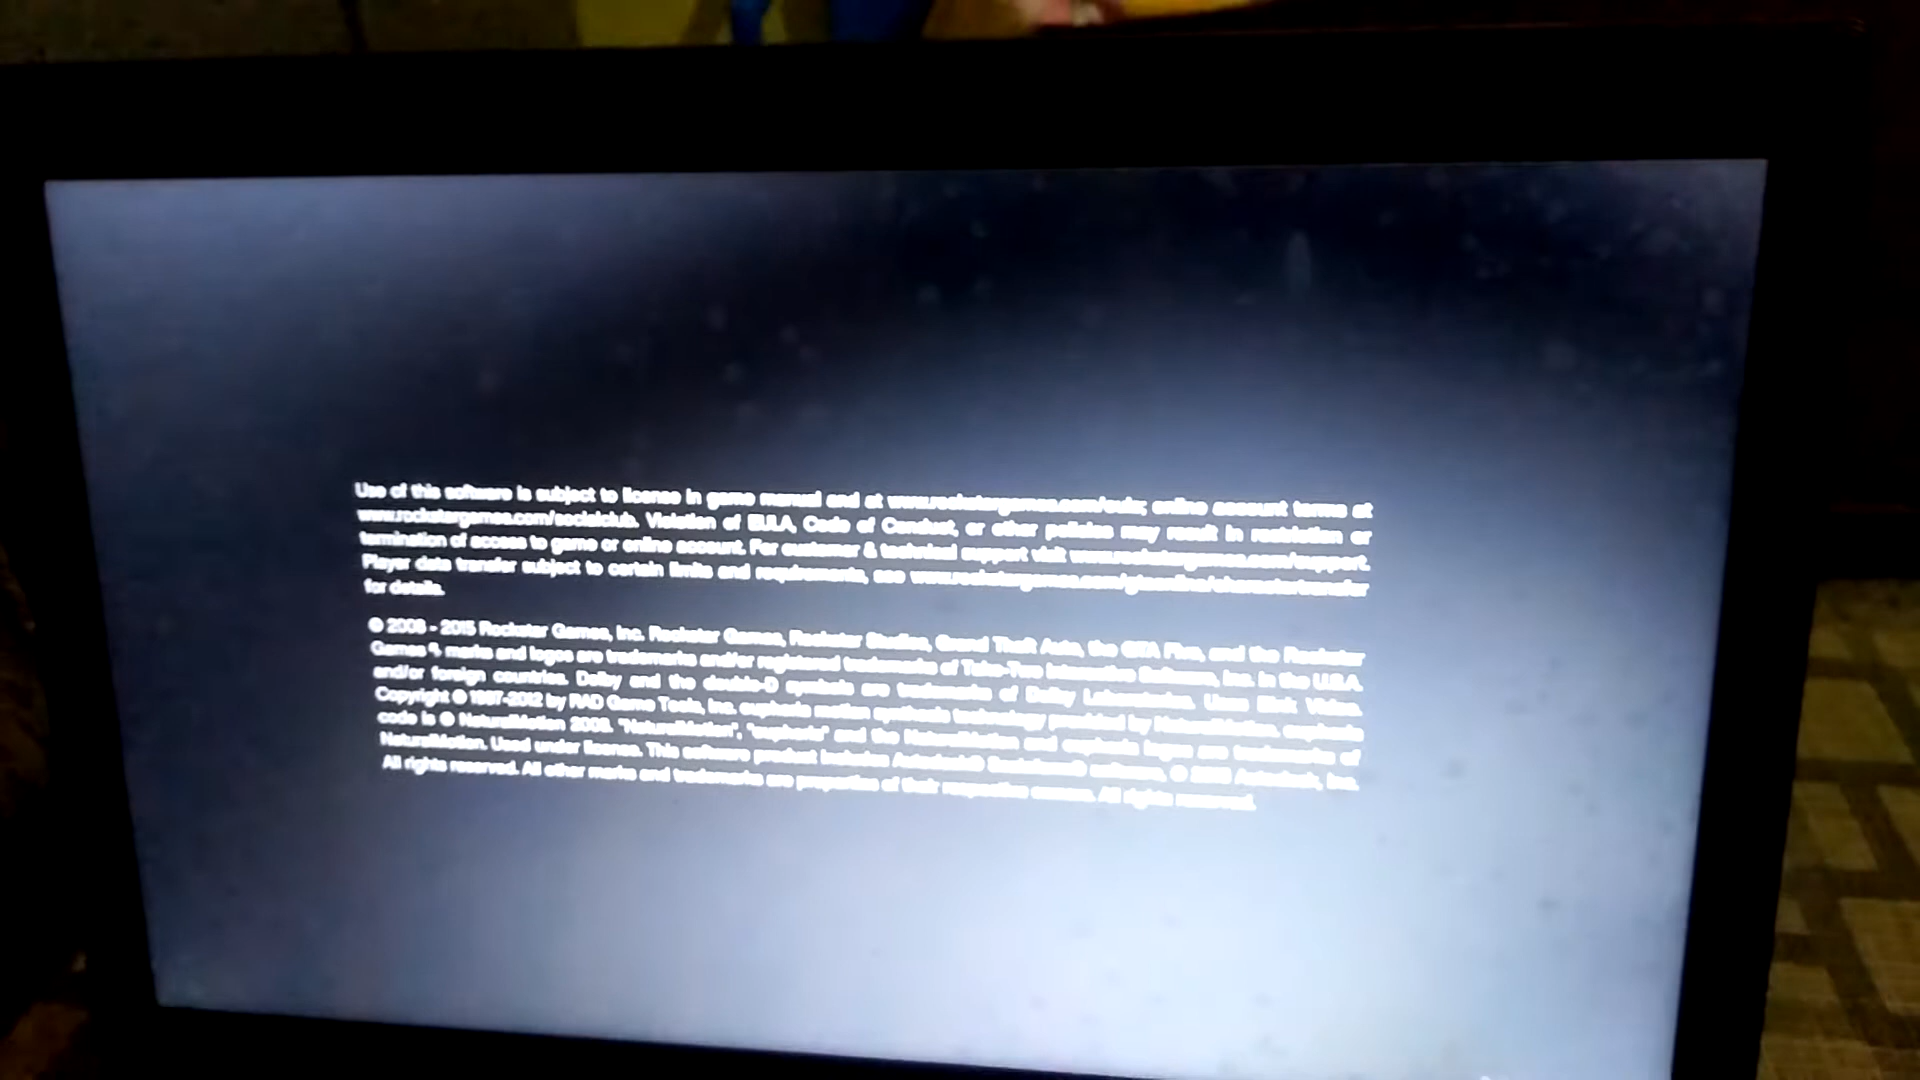 Use of this software is subject to license in game manual and at www.rockstargames.com/eula; online account terms at
www.rockstargames.com/socialclub. Violation of EULA, Code of Conduct, or other policies may result in restriction or
termination of access to game or online account. For customer & technical support visit www.rockstargames.com/support.
Player data transfer subject to certain limits and requirements, see www.rockstargames.com/gtaonline/charactertransfer
for details.
© 2008 - 2015 Rockstar Games, Inc. Rockstar Games, Rockstar Studios, Grand Theft Auto, the GTA Five, and the Rockstar
Games marks and logos are trademarks and/or registered trademarks of Take-Two Interactive Software, Inc. in the U.S.A.
and/or foreign countries. Dolby and the double-D symbols are trademarks of Dolby Laboratories. Uses Bink Video.
Copyright © 1997-2012 by RAD Game Tools, Inc. euphoria motion synthesis technology provided by NaturalMotion. euphoria
code is © NaturalMotion 2008. "NaturalMotion", "euphoria" and the NaturalMotion and euphoria logos are trademarks of
NaturalMotion. Used under license. This software product includes Autodesk® software, © Autodesk, Inc.
All rights reserved. All other marks and trademarks are properties of their respective owners. All rights reserved.